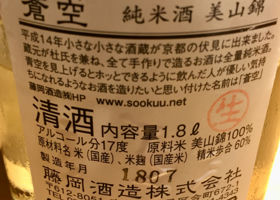 蒼空 純米酒 美山錦
平成14年小さな小さな酒蔵が京都の伏見に出来ました。
蔵元が杜氏を兼ね、全て手作りで造るお酒は全量純米酒。
青空を見上げるとホッとできるように飲んだ人が優しい気持
ちになれるようなお酒を造りたいと思い付けた名前が「蒼空」
藤岡酒造㈱HP www.sookuu.net
生
清酒 内容量1.8ℓ
アルコール分17度 原料米 美山錦100%
原材料名 米(国産)、米麹(国産米) 精米歩合60%
製造年月 1807
藤岡酒造株式会社